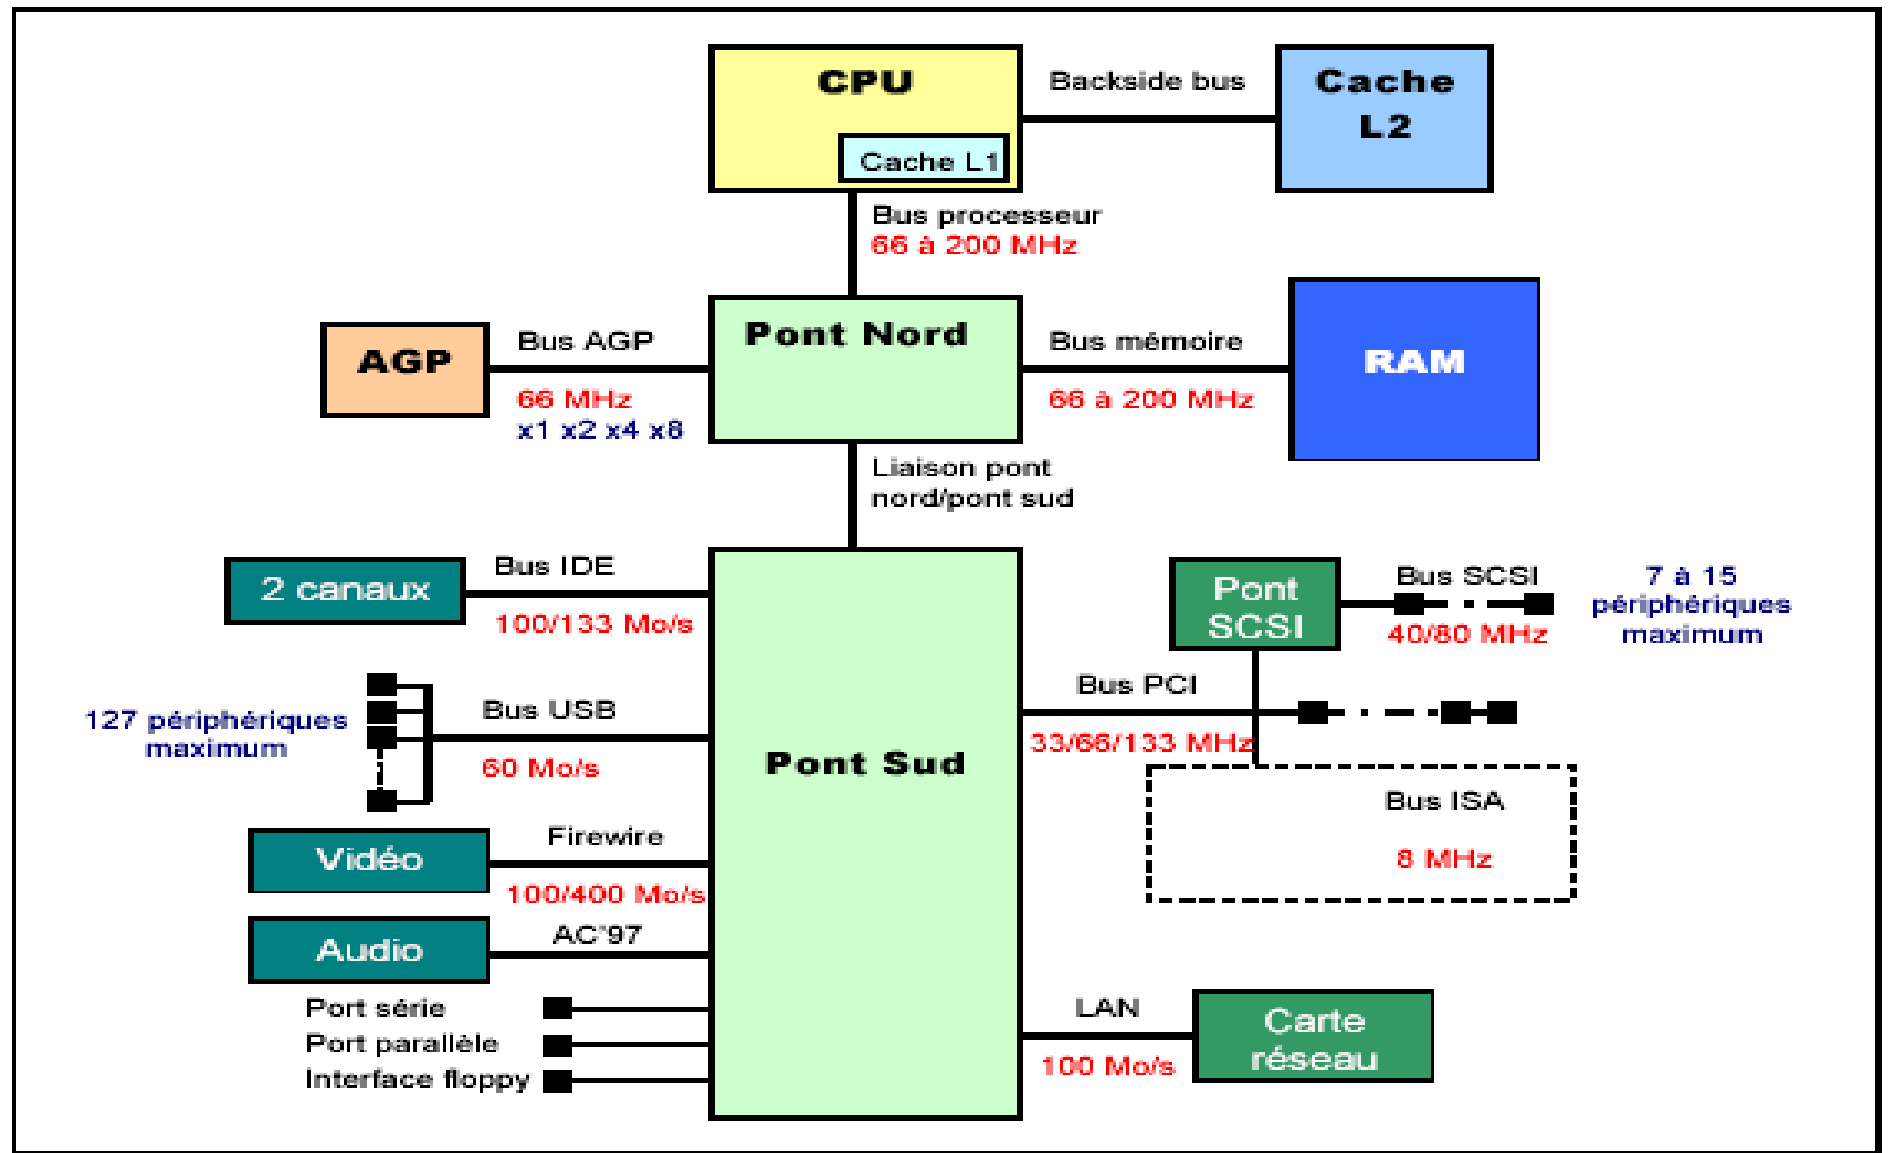 CPU
Cache L1
Backside bus
Cache
L2
Bus processeur
66 à 200 MHz
AGP
Bus AGP
66 MHz
x1 x2 x4 x8
Pont Nord
Bus mémoire
66 à 200 MHz
RAM
Liaison pont
nord/pont sud
2 canaux
Bus IDE
100/133 Mo/s
127 périphériques
maximum
Bus USB
60 Mo/s
Vidéo
Firewire
100/400 Mo/s
Audio
AC'97
Port série
Port parallèle
Interface floppy
Pont Sud
Pont
SCSI
Bus SCSI
40/80 MHz
7 à 15
périphériques
maximum
Bus PCI
33/66/133 MHz
Bus ISA
8 MHz
LAN
100 Mo/s
Carte
réseau